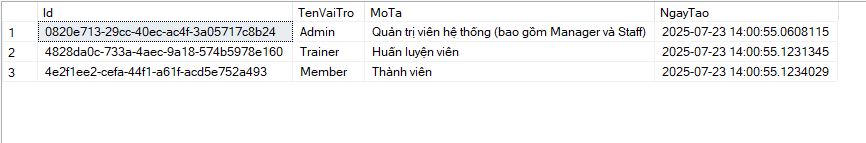 Id TenVaiTro MoTa NgayTao
1 0820e713-29cc-40ec-ac4f-3a05717c8b24 Admin Quản trị viên hệ thống (bao gồm Manager và Staff) 2025-07-23 14:00:55.0608115
2 4828da0c-733a-4aec-9a18-574b5978e160 Trainer Huấn luyện viên 2025-07-23 14:00:55.1231345
3 4e2f1ee2-cefa-44f1-a61f-acd5e752a493 Member Thành viên 2025-07-23 14:00:55.1234029